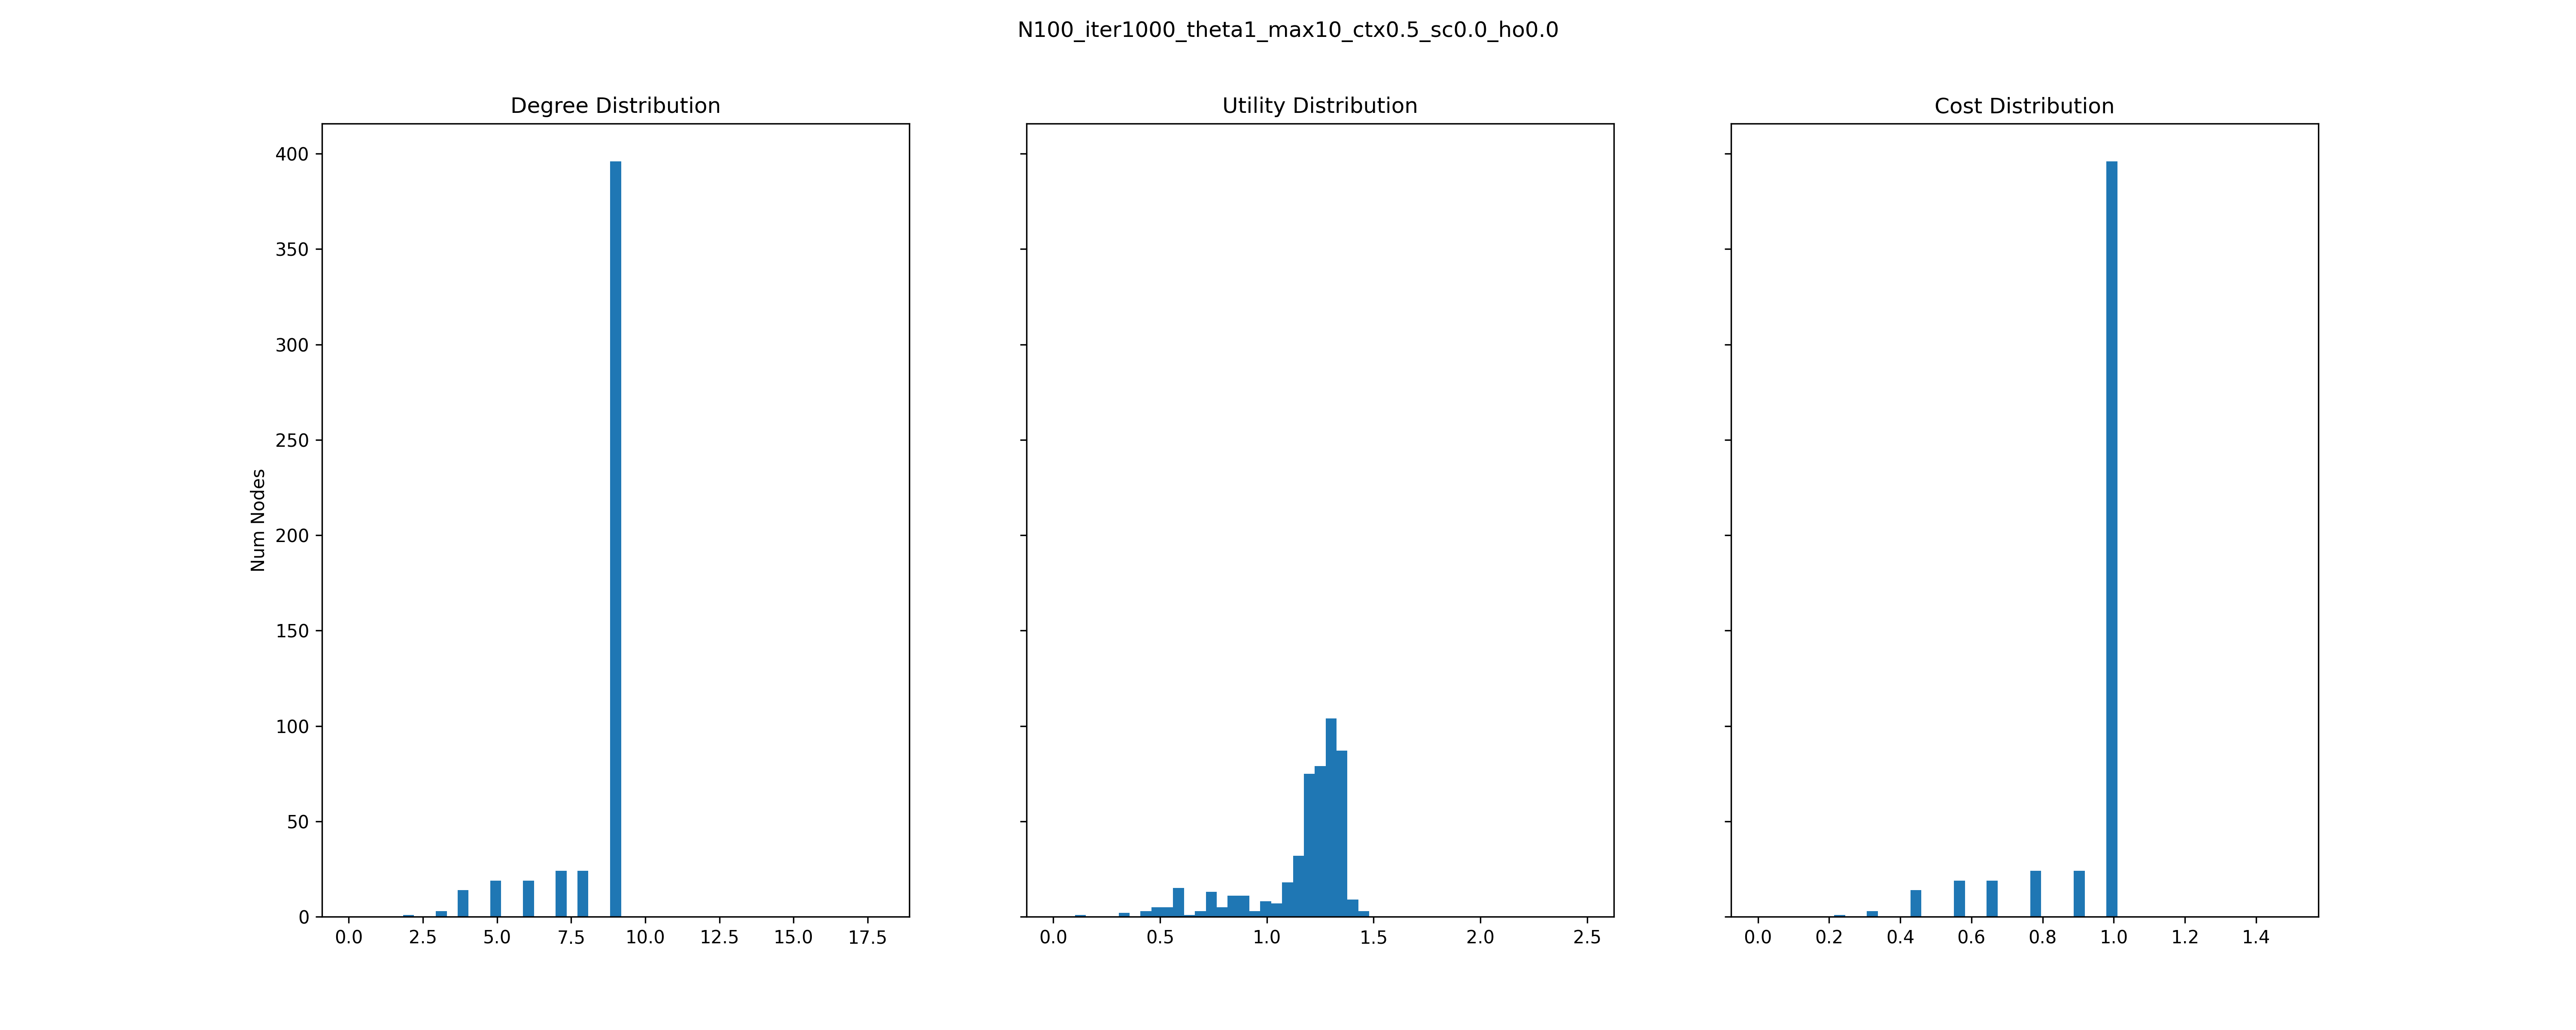 N100_iter1000_theta1_max10_ctx0.5_sc0.0_ho0.0
Degree Distribution
Utility Distribution
Cost Distribution
Num Nodes
400
350
300
250
200
150
100
50
0
0.0 2.5 5.0 7.5 10.0 12.5 15.0 17.5
0.0 0.5 1.0 1.5 2.0 2.5
0.0 0.2 0.4 0.6 0.8 1.0 1.2 1.4